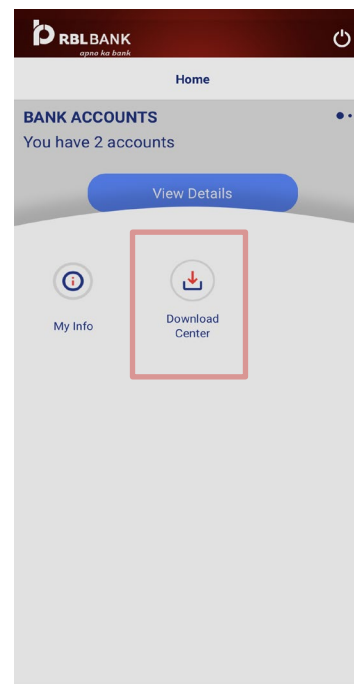 RBLBANK
apno ka bank
Home
BANK ACCOUNTS
You have 2 accounts
View Details
My Info
Download
Center